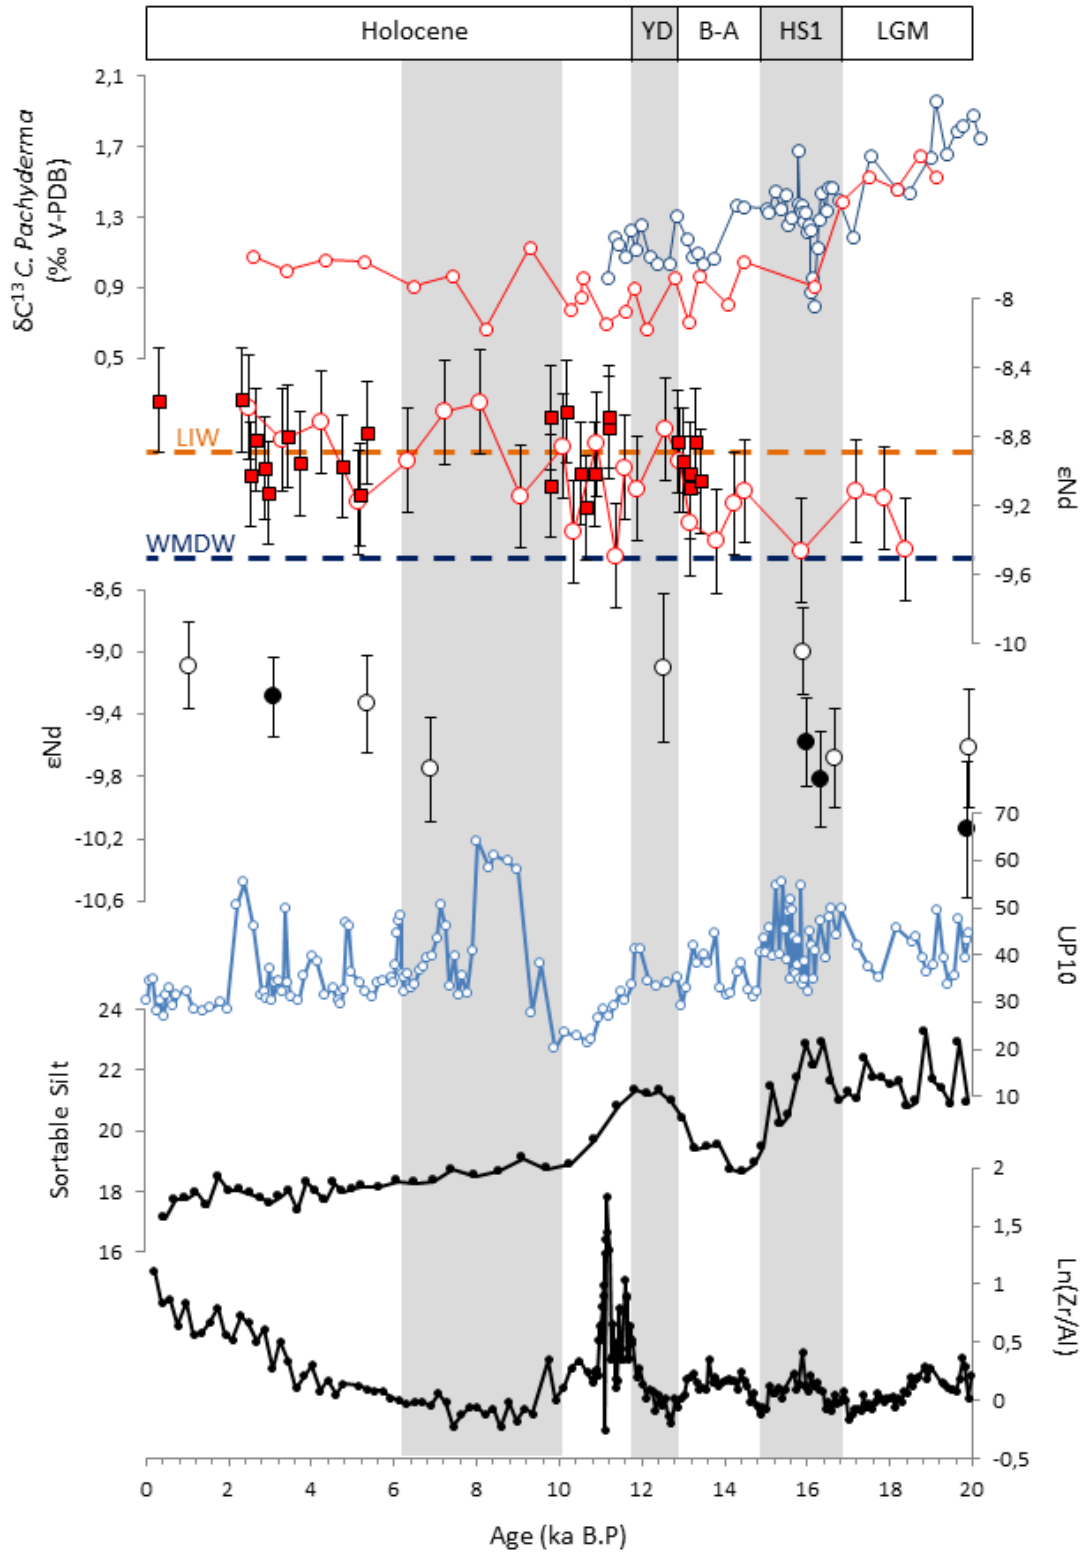 Holocene YD B-A HS1 LGM
δC¹³ C. Pachyderma
(‰ V-PDB)
2,1
1,7
1,3
0,9
0,5
-8
-8,4
-8,8
-9,2
-9,6
-10
εNd
LIW
WMDW
εNd
-8,6
-9,0
-9,4
-9,8
-10,2
-10,6
70
60
50
40
30
20
10
UP10
Sortable Silt
24
22
20
18
16
2
1,5
1
0,5
0
-0,5
Ln(Zr/Al)
0 2 4 6 8 10 12 14 16 18 20
Age (ka B.P)